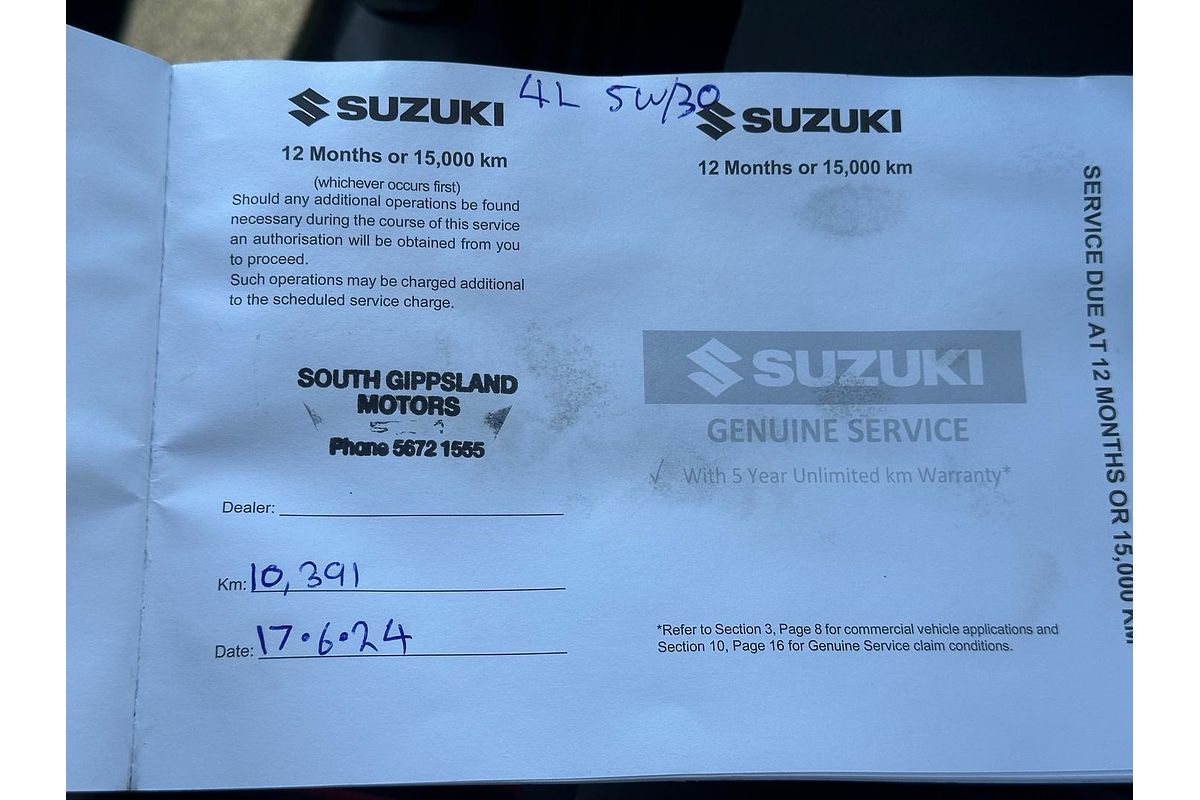 4L 5W/30
SUZUKI
12 Months or 15,000 km
(whichever occurs first)
Should any additional operations be found
necessary during the course of this service
an authorisation will be obtained from you
to proceed.
Such operations may be charged additional
to the scheduled service charge.
SOUTH GIPPSLAND
MOTORS
Phone 5672 1555
Dealer:
Km: 10,391
Date: 17.6.24
SUZUKI
12 Months or 15,000 km
SUZUKI
GENUINE SERVICE
✓ With 5 Year Unlimited km Warranty*
*Refer to Section 3, Page 8 for commercial vehicle applications and
Section 10, Page 16 for Genuine Service claim conditions.
SERVICE DUE AT 12 MONTHS OR 15,000 KM